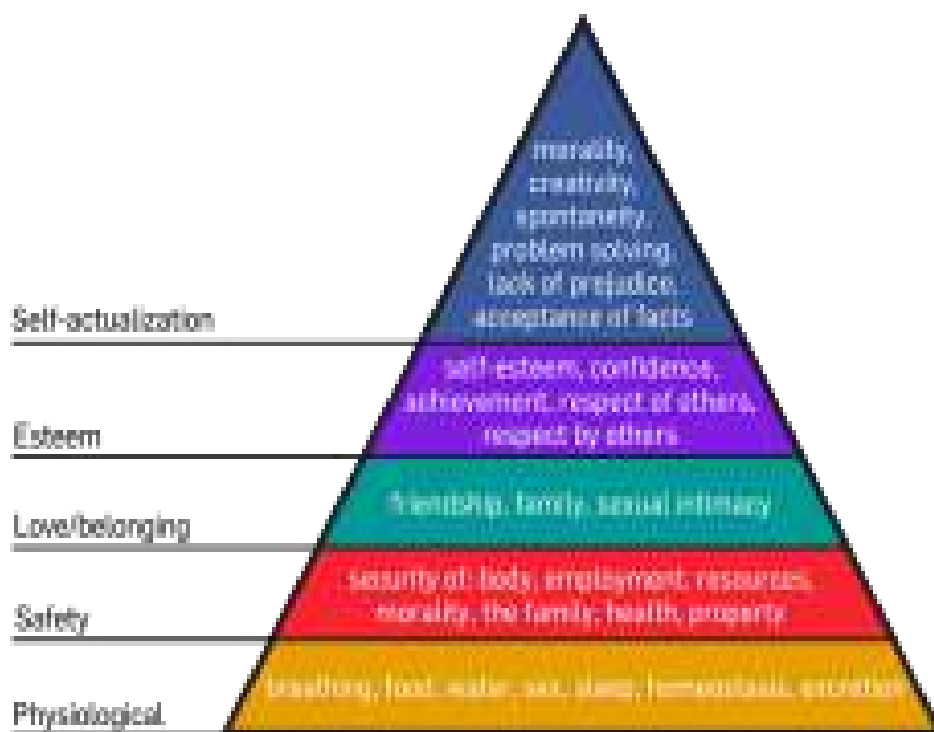 morality,
creativity,
spontaneity,
problem solving,
lack of prejudice,
acceptance of facts
Self-actualization
self-esteem, confidence,
achievement, respect of others,
respect by others
Esteem
friendship, family, sexual intimacy
Love/belonging
security of: body, employment, resources,
morality, the family, health, property
Safety
breathing, food, water, sex, sleep, homeostasis, excretion
Physiological